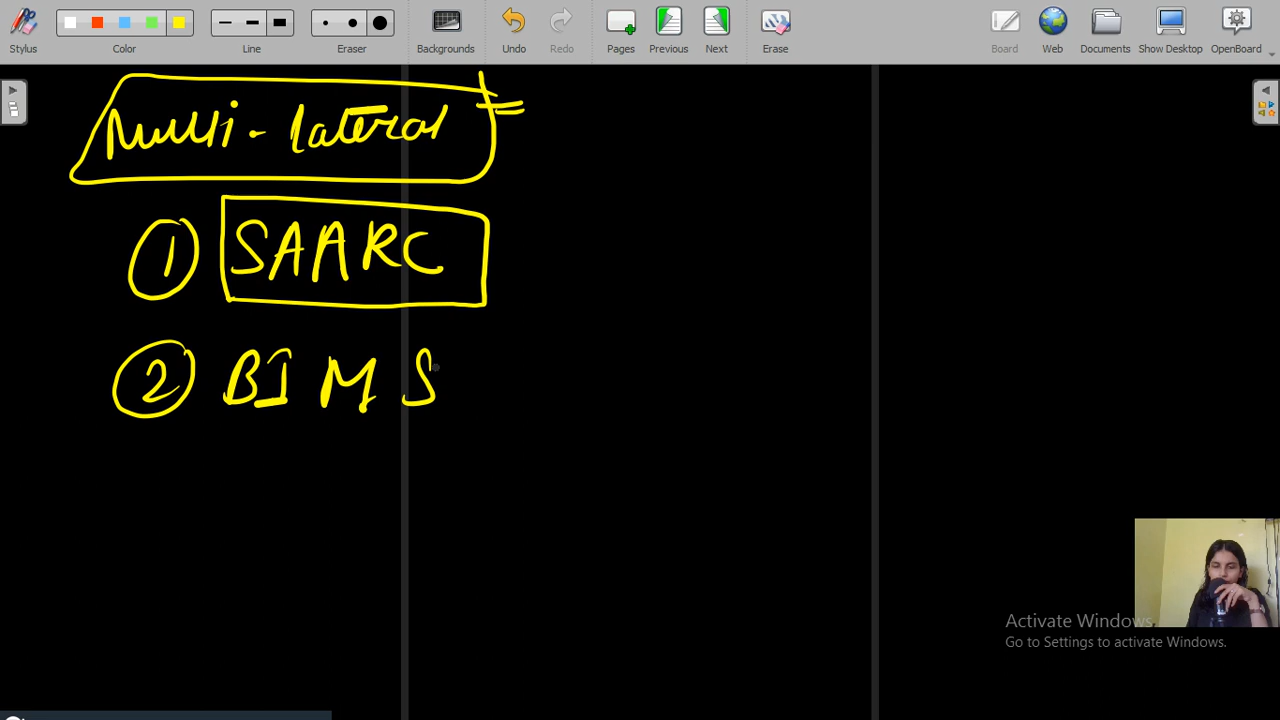 Stylus Color Line Eraser Backgrounds Undo Redo Pages Previous Next Erase Board Web Documents Show Desktop OpenBoard
Multi-lateral =
1 SAARC
2 BIMS
Activate Windows
Go to Settings to activate Windows.